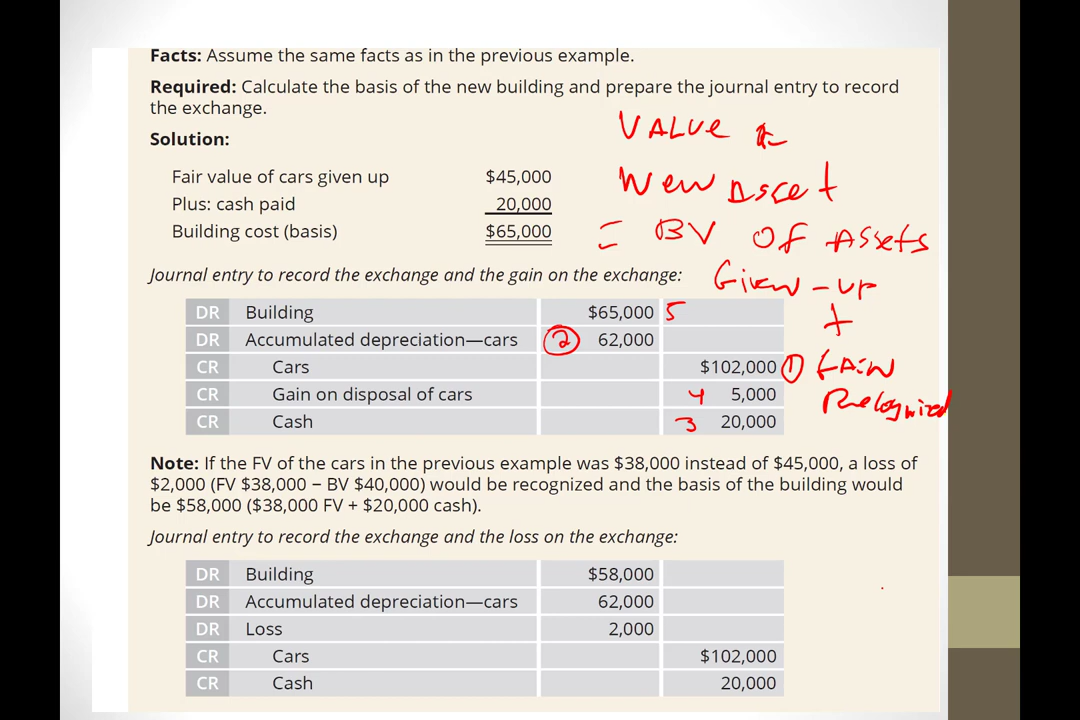 Facts: Assume the same facts as in the previous example.
Required: Calculate the basis of the new building and prepare the journal entry to record
the exchange.
Solution:
Fair value of cars given up $45,000
Plus: cash paid 20,000
Building cost (basis) $65,000
VALUE
New Asset
= BV OF Assets
Given-up
+
GAIN
Recognized
Journal entry to record the exchange and the gain on the exchange:
DR Building $65,000 5
DR Accumulated depreciation—cars 2 62,000
CR Cars $102,000 1
CR Gain on disposal of cars 4 5,000
CR Cash 3 20,000
Note: If the FV of the cars in the previous example was $38,000 instead of $45,000, a loss of
$2,000 (FV $38,000 − BV $40,000) would be recognized and the basis of the building would
be $58,000 ($38,000 FV + $20,000 cash).
Journal entry to record the exchange and the loss on the exchange:
DR Building $58,000
DR Accumulated depreciation—cars 62,000
DR Loss 2,000
CR Cars $102,000
CR Cash 20,000